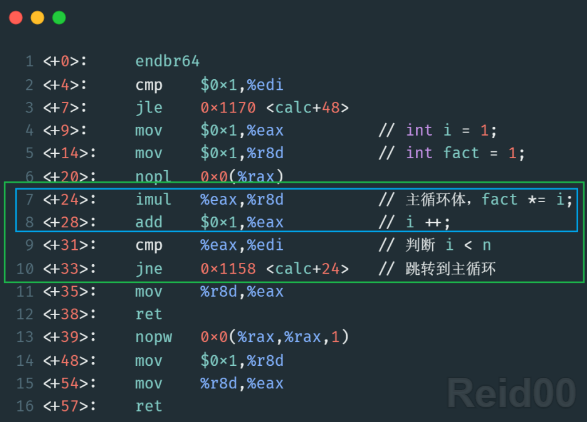 1 <+0>: endbr64
2 <+4>: cmp $0×1,%edi
3 <+7>: jle 0×1170 <calc+48>
4 <+9>: mov $0×1,%eax // int i = 1;
5 <+14>: mov $0×1,%r8d // int fact = 1;
6 <+20>: nopl 0×0(%rax)
7 <+24>: imul %eax,%r8d // 主循环体，fact *= i;
8 <+28>: add $0×1,%eax // i ++;
9 <+31>: cmp %eax,%edi // 判断 i < n
10 <+33>: jne 0×1158 <calc+24> // 跳转到主循环
11 <+35>: mov %r8d,%eax
12 <+38>: ret
13 <+39>: nopw 0×0(%rax,%rax,1)
14 <+48>: mov $0×1,%r8d
15 <+54>: mov %r8d,%eax
16 <+57>: ret
Reid00